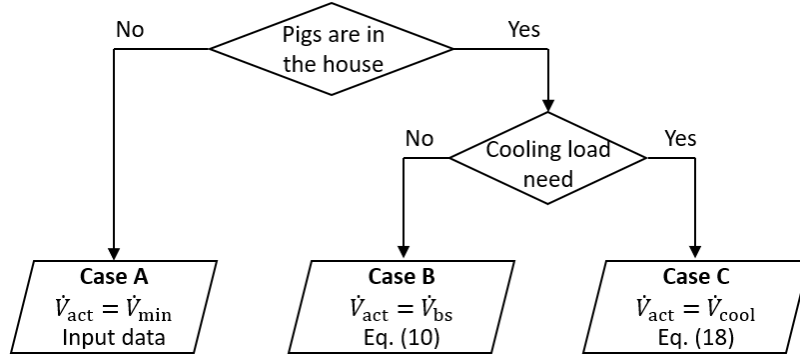 No
Pigs are in
the house
Yes
No
Cooling load
need
Yes
Case A
V̇act = V̇min
Input data
Case B
V̇act = V̇bs
Eq. (10)
Case C
V̇act = V̇cool
Eq. (18)